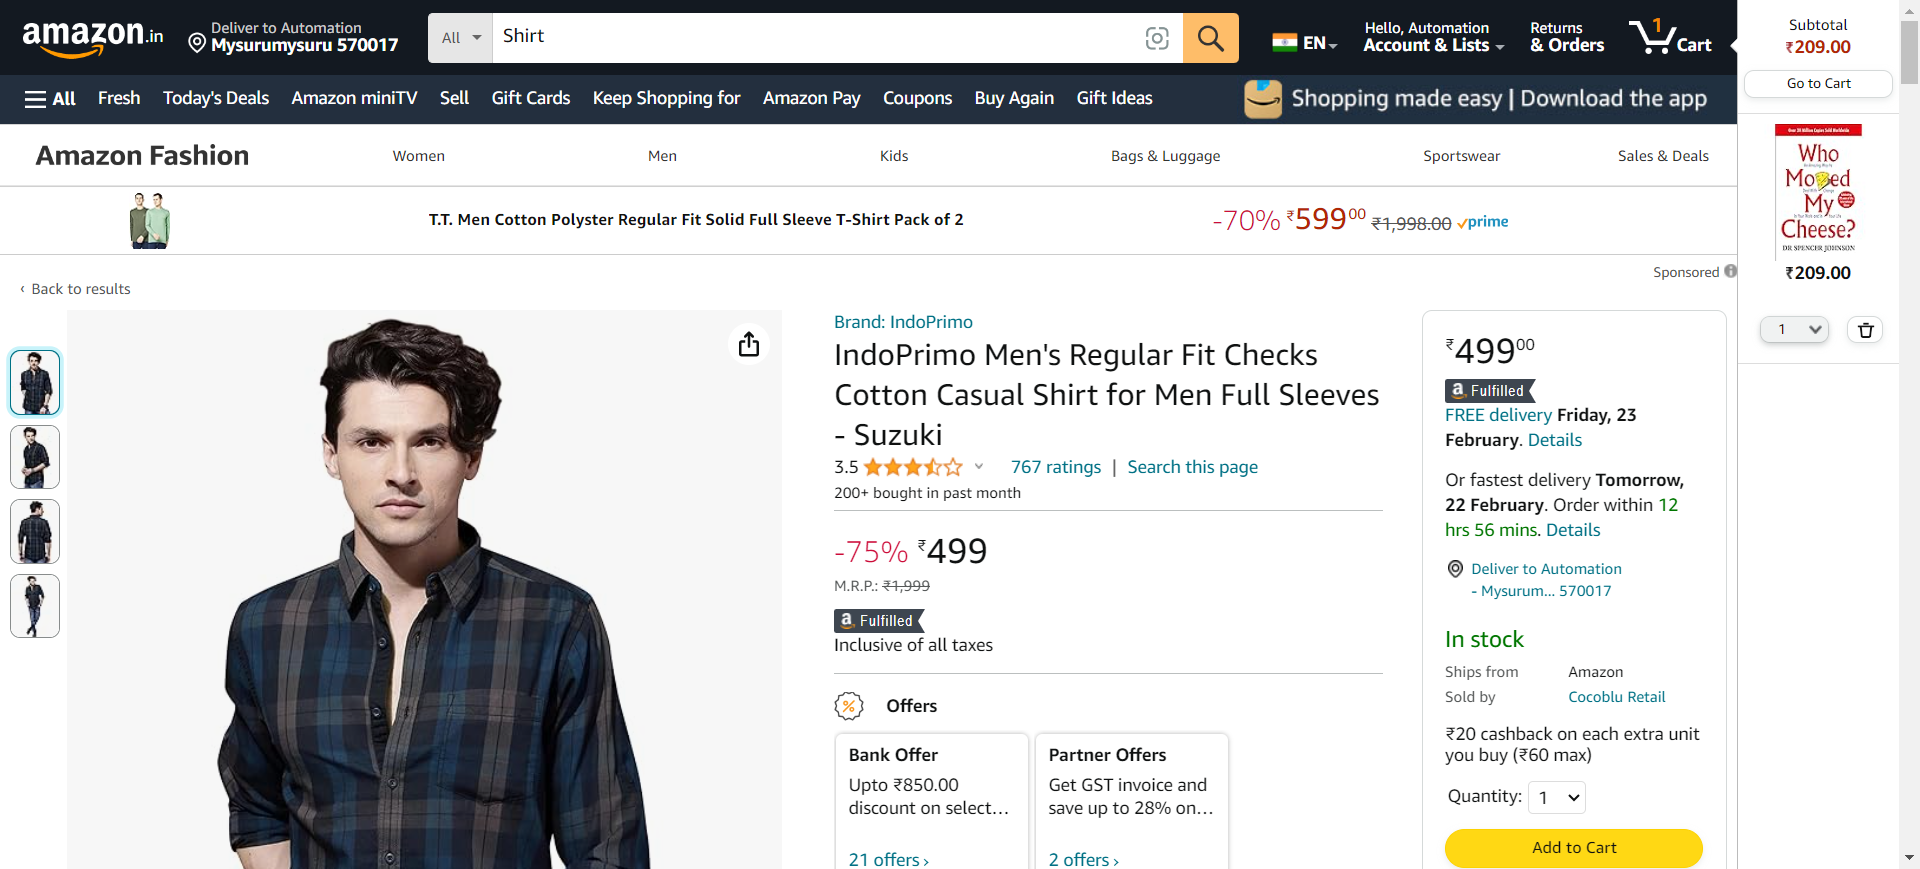 amazon.in
Deliver to Automation
Mysurumysuru 570017
All
Shirt
EN
Hello, Automation
Account & Lists
Returns
& Orders
1
Cart
Subtotal
₹209.00
Go to Cart
All
Fresh
Today's Deals
Amazon miniTV
Sell
Gift Cards
Keep Shopping for
Amazon Pay
Coupons
Buy Again
Gift Ideas
Shopping made easy | Download the app
Amazon Fashion
Women
Men
Kids
Bags & Luggage
Sportswear
Sales & Deals
Who
Moved
My
Cheese?
DR SPENCER JOHNSON
₹209.00
1
T.T. Men Cotton Polyster Regular Fit Solid Full Sleeve T-Shirt Pack of 2
-70% ₹599.00 ₹1,998.00 prime
Sponsored
‹ Back to results
Brand: IndoPrimo
IndoPrimo Men's Regular Fit Checks
Cotton Casual Shirt for Men Full Sleeves
- Suzuki
3.5
767 ratings | Search this page
200+ bought in past month
-75% ₹499
M.R.P.: ₹1,999
a Fulfilled
Inclusive of all taxes
% Offers
Bank Offer
Upto ₹850.00
discount on select…
21 offers ›
Partner Offers
Get GST invoice and
save up to 28% on…
2 offers ›
₹499.00
a Fulfilled
FREE delivery Friday, 23
February. Details
Or fastest delivery Tomorrow,
22 February. Order within 12
hrs 56 mins. Details
Deliver to Automation
- Mysurum... 570017
In stock
Ships from Amazon
Sold by Cocoblu Retail
₹20 cashback on each extra unit
you buy (₹60 max)
Quantity: 1
Add to Cart